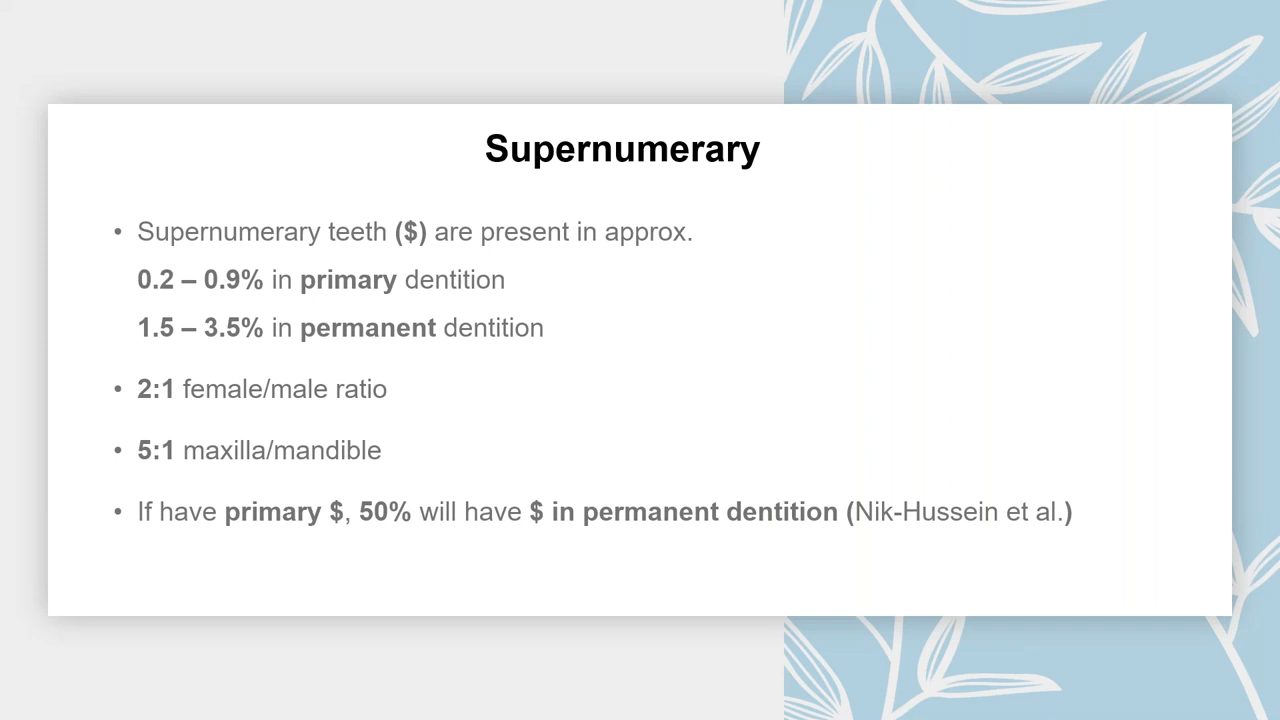 Supernumerary
• Supernumerary teeth ($) are present in approx.
0.2 – 0.9% in primary dentition
1.5 – 3.5% in permanent dentition
• 2:1 female/male ratio
• 5:1 maxilla/mandible
• If have primary $, 50% will have $ in permanent dentition (Nik-Hussein et al.)